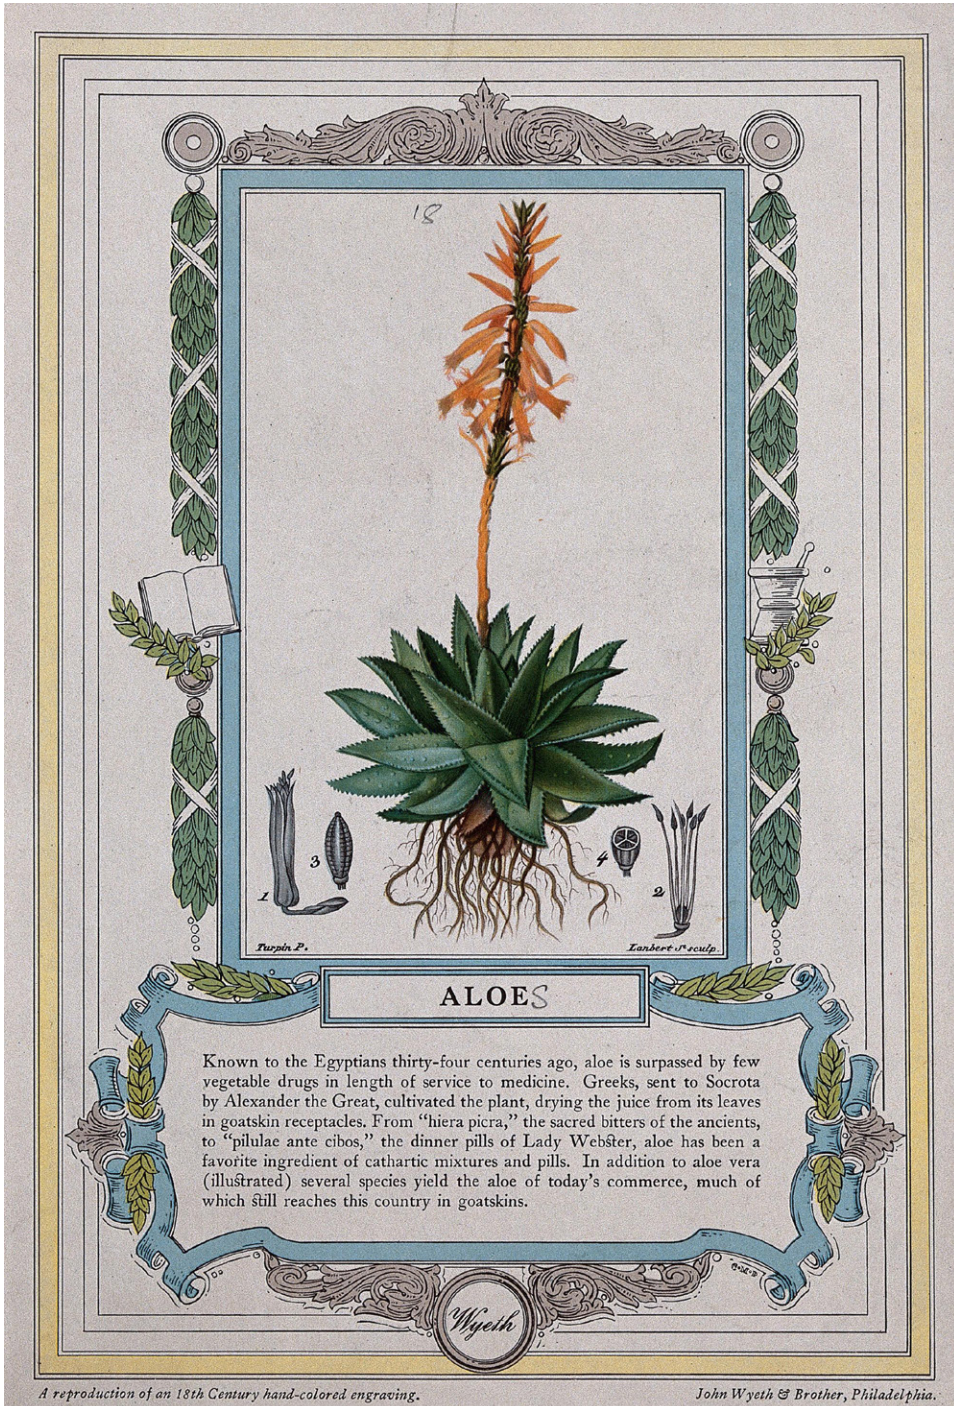 18
3
4
1
2
Turpin P.
Lambert Jº sculp.
ALOES
Known to the Egyptians thirty-four centuries ago, aloe is surpassed by few
vegetable drugs in length of service to medicine. Greeks, sent to Socrota
by Alexander the Great, cultivated the plant, drying the juice from its leaves
in goatskin receptacles. From “hiera picra,” the sacred bitters of the ancients,
to “pilulae ante cibos,” the dinner pills of Lady Webster, aloe has been a
favorite ingredient of cathartic mixtures and pills. In addition to aloe vera
(illustrated) several species yield the aloe of today's commerce, much of
which still reaches this country in goatskins.
Wyeth
A reproduction of an 18th Century hand-colored engraving.
John Wyeth & Brother, Philadelphia.